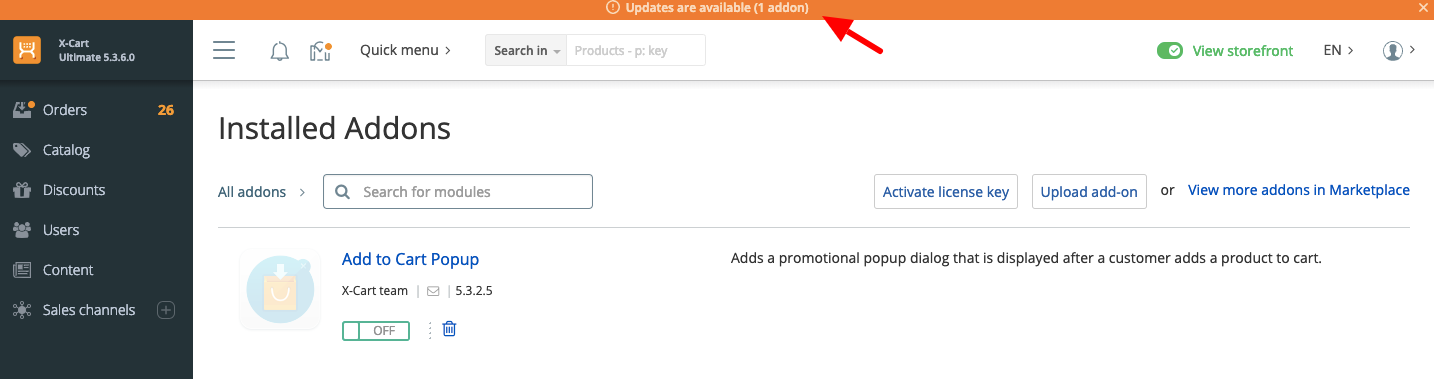 Updates are available (1 addon)
X-Cart
Ultimate 5.3.6.0
Quick menu
Search in
Products - p: key
View storefront
EN
Orders 26
Catalog
Discounts
Users
Content
Sales channels
Installed Addons
All addons
Search for modules
Activate license key
Upload add-on
or
View more addons in Marketplace
Add to Cart Popup
X-Cart team | | 5.3.2.5
OFF
Adds a promotional popup dialog that is displayed after a customer adds a product to cart.